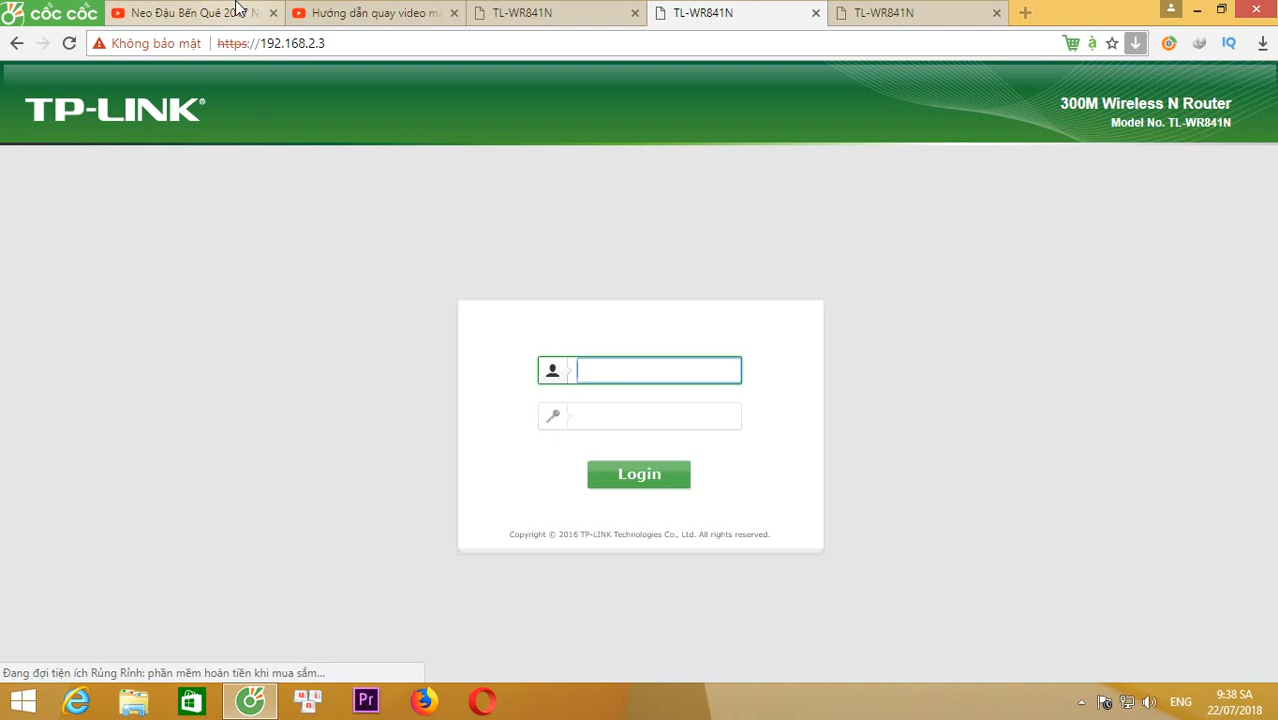 cốc cốc
Neo Đậu Bến Quê 20
Hướng dẫn quay video m
TL-WR841N
TL-WR841N
TL-WR841N
Không bảo mật
https://192.168.2.3
IQ
TP-LINK
300M Wireless N Router
Model No. TL-WR841N
Login
Copyright © 2016 TP-LINK Technologies Co., Ltd. All rights reserved.
Đang đợi tiện ích Rủng Rỉnh: phần mềm hoàn tiền khi mua sắm...
Pr
ENG
9:38 SA
22/07/2018